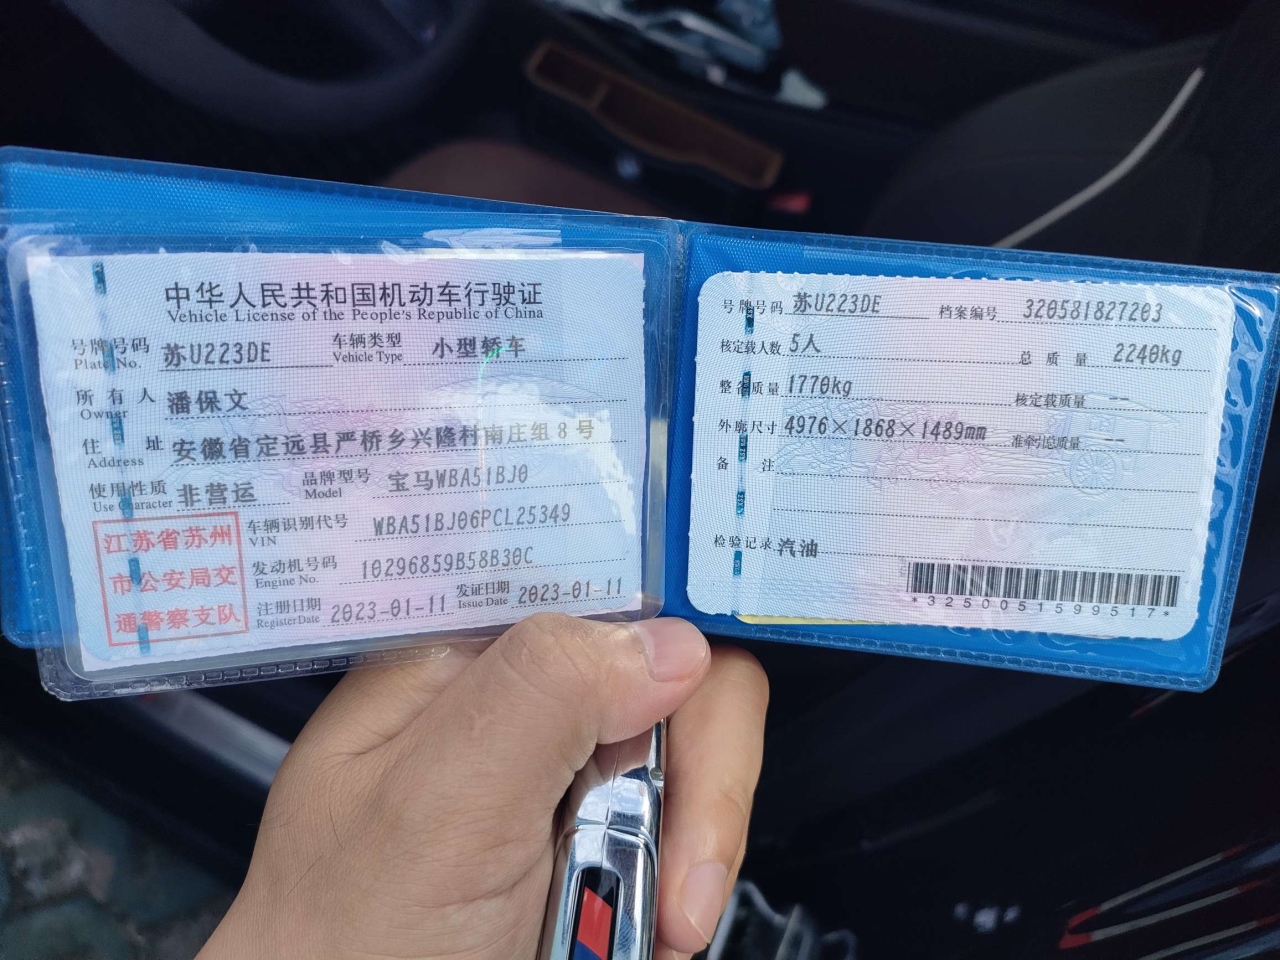 中华人民共和国机动车行驶证
Vehicle License of the People's Republic of China
号牌号码 苏U223DE 车辆类型 小型轿车
Plate No. Vehicle Type
所有人 潘保文
Owner
住址 安徽省定远县严桥乡兴隆村南庄组8号
Address
使用性质 非营运 品牌型号 宝马WBA51BJ0
Use Character Model
江苏省苏州
市公安局交
通警察支队
车辆识别代号 WBA51BJ06PCL25349
VIN
发动机号码 10296859B58B30C
Engine No.
注册日期 2023-01-11 发证日期 2023-01-11
Register Date Issue Date
号牌号码 苏U223DE 档案编号 320581827203
核定载人数 5人 总质量 2240kg
整备质量 1770kg 核定载质量 --
外廓尺寸 4976×1868×1489mm 准牵引总质量 --
备注
检验记录 汽油
*3250051599517*